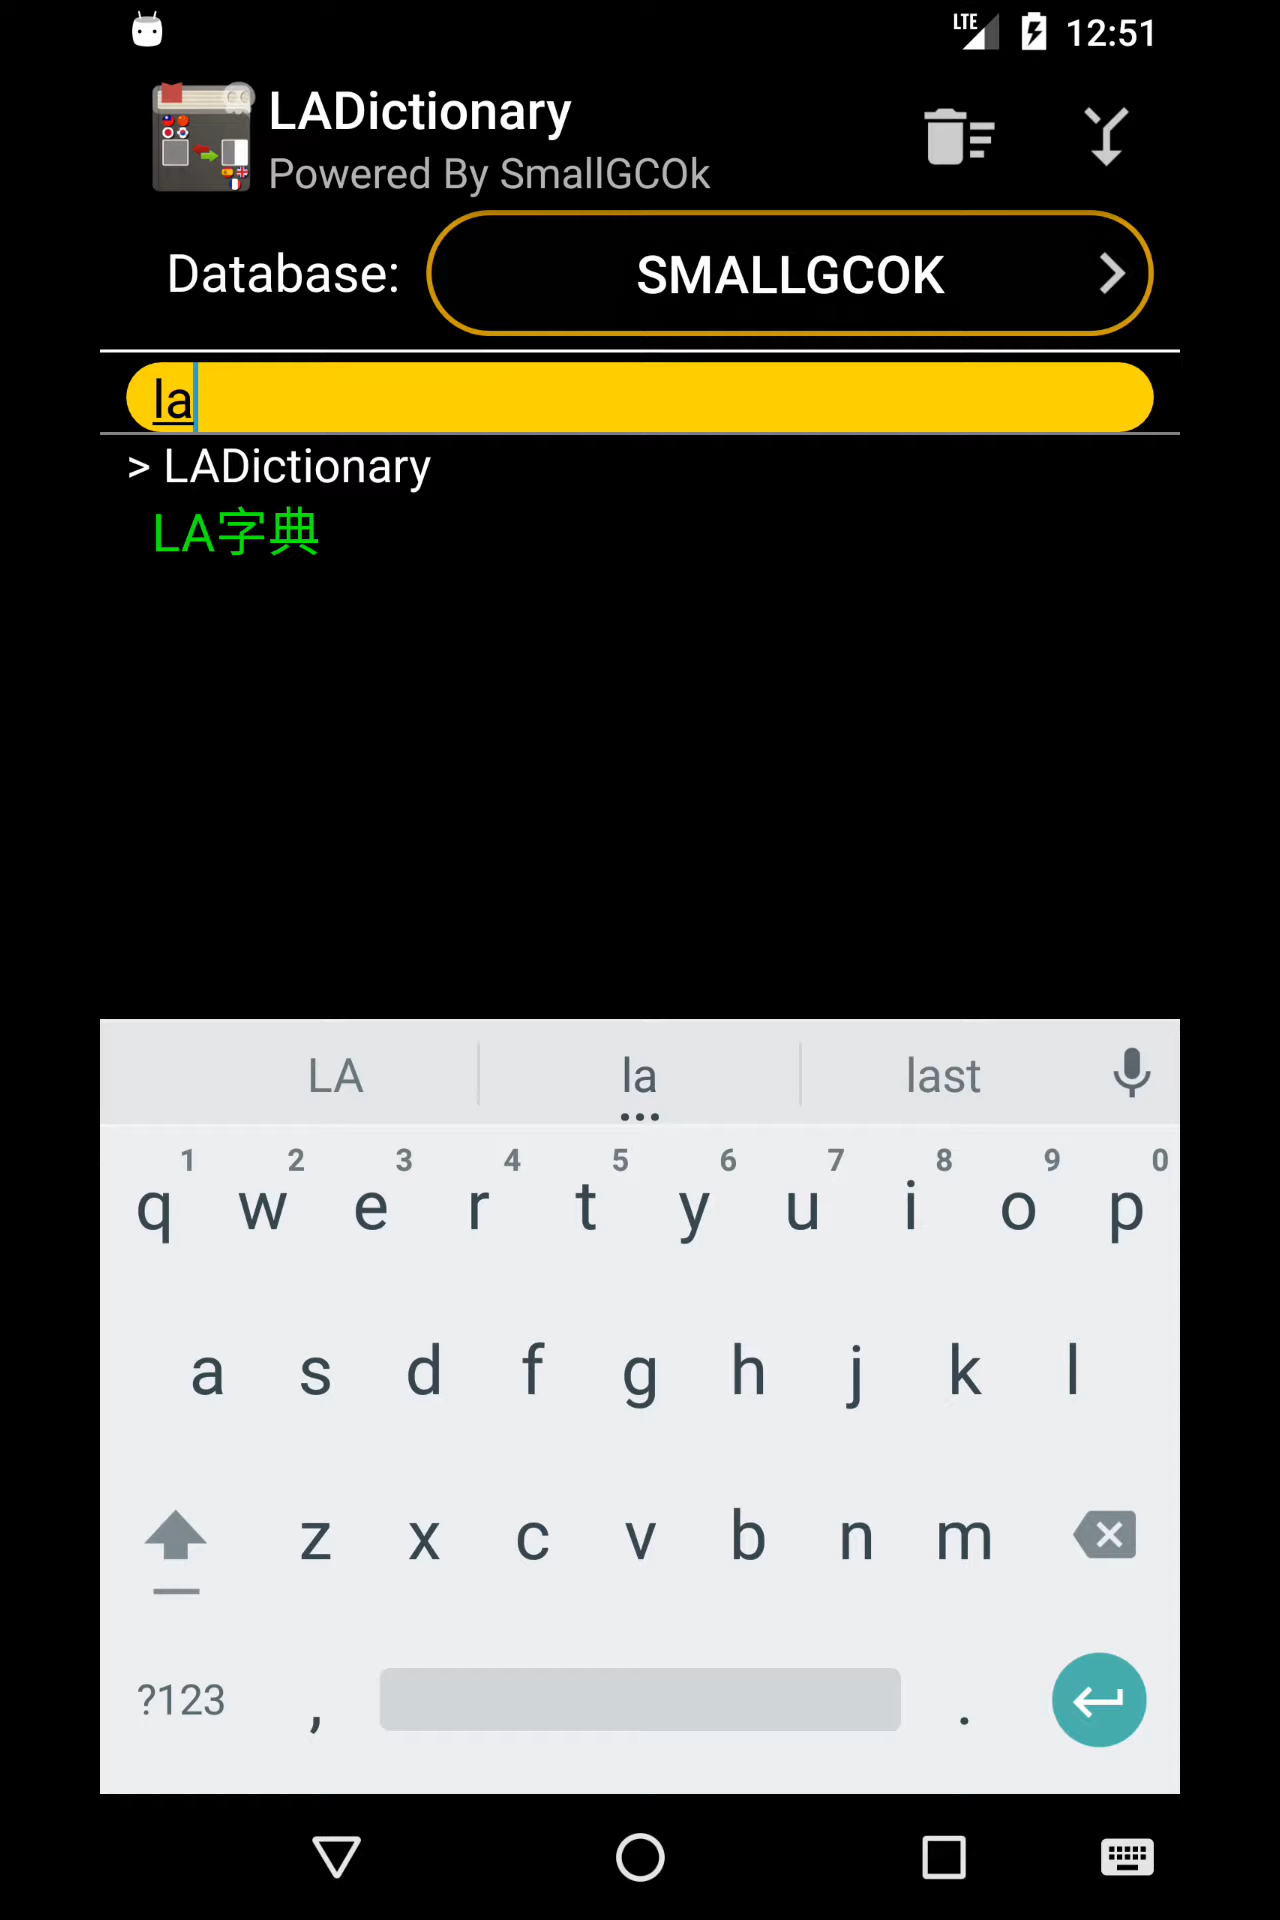 LTE 12:51
LADictionary
Powered By SmallGCOk
Database: SMALLGCOK
la
> LADictionary
LA字典
LA la last
1 2 3 4 5 6 7 8 9 0
q w e r t y u i o p
a s d f g h j k l
z x c v b n m
?123 , .